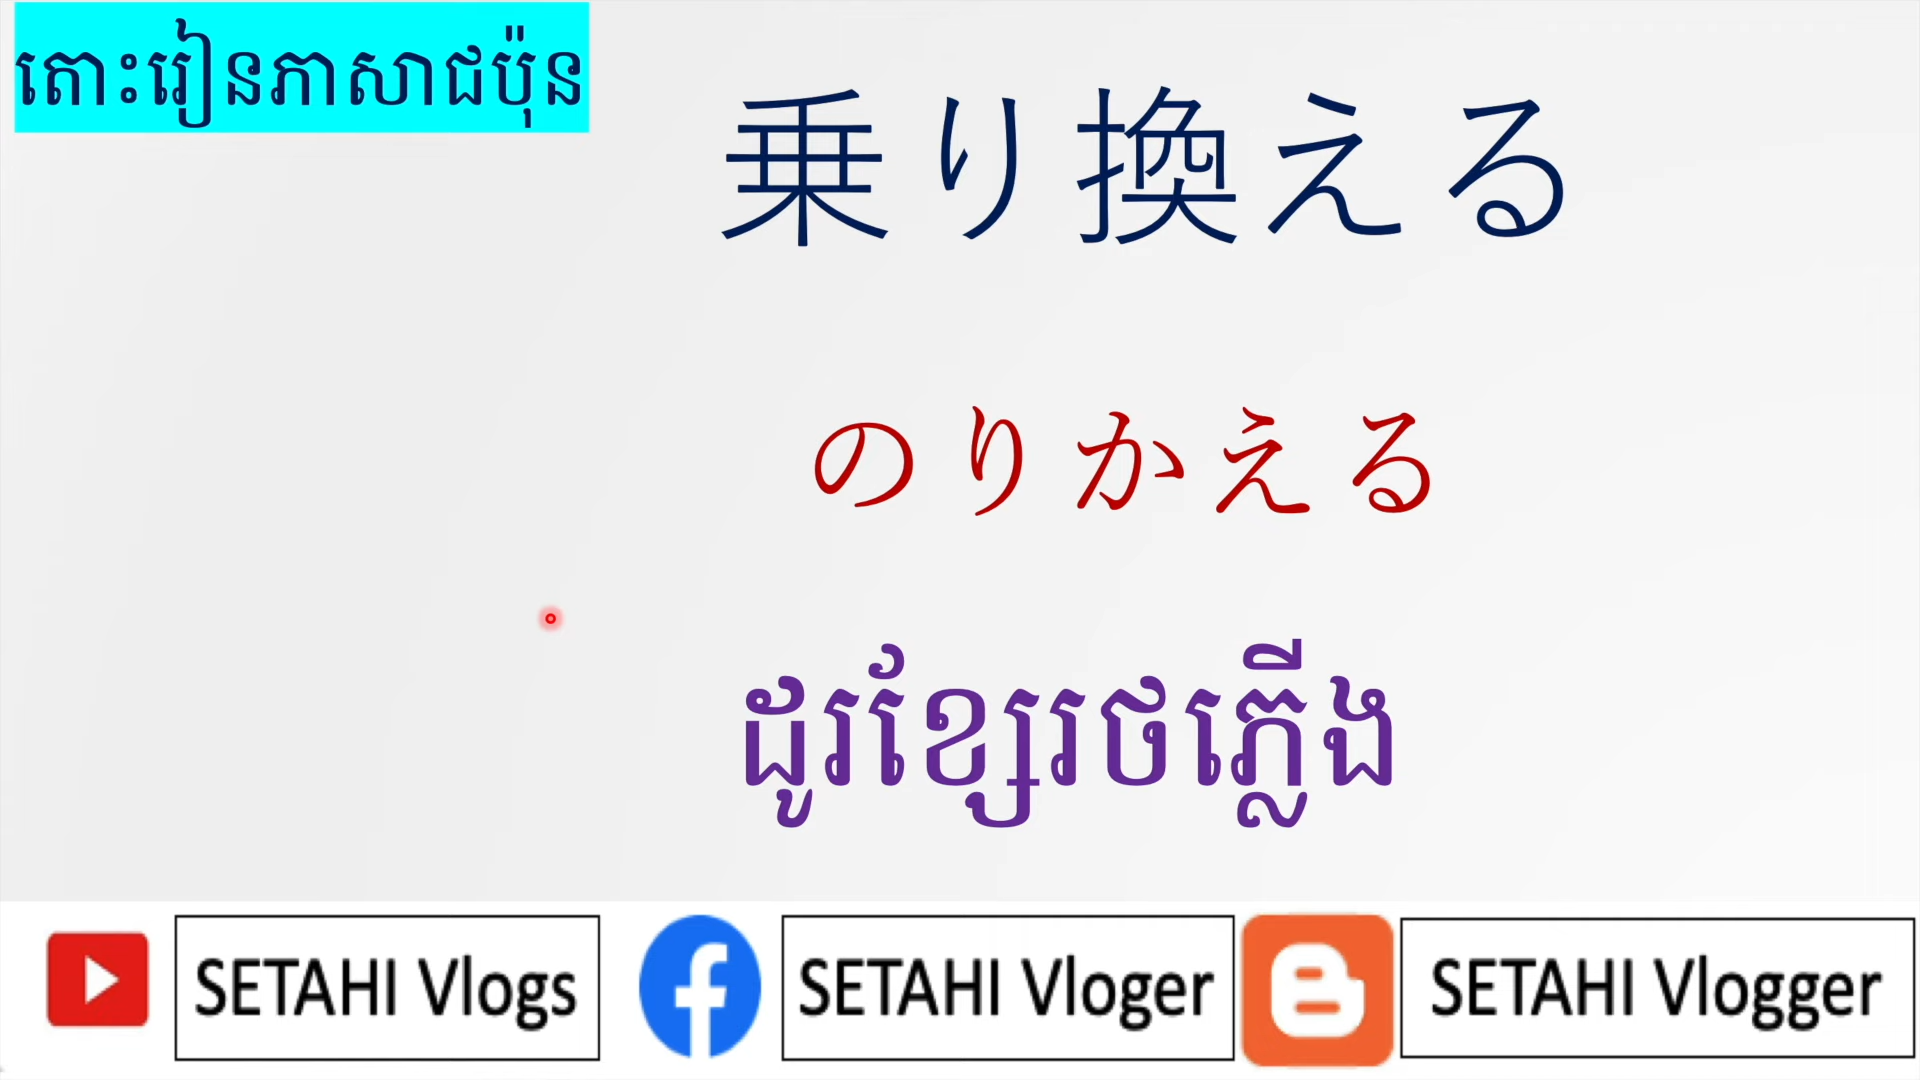 តោះរៀនភាសាជប៉ុន
乗り換える
のりかえる
ដូរខ្សែរថភ្លើង
SETAHI Vlogs
SETAHI Vloger
SETAHI Vlogger